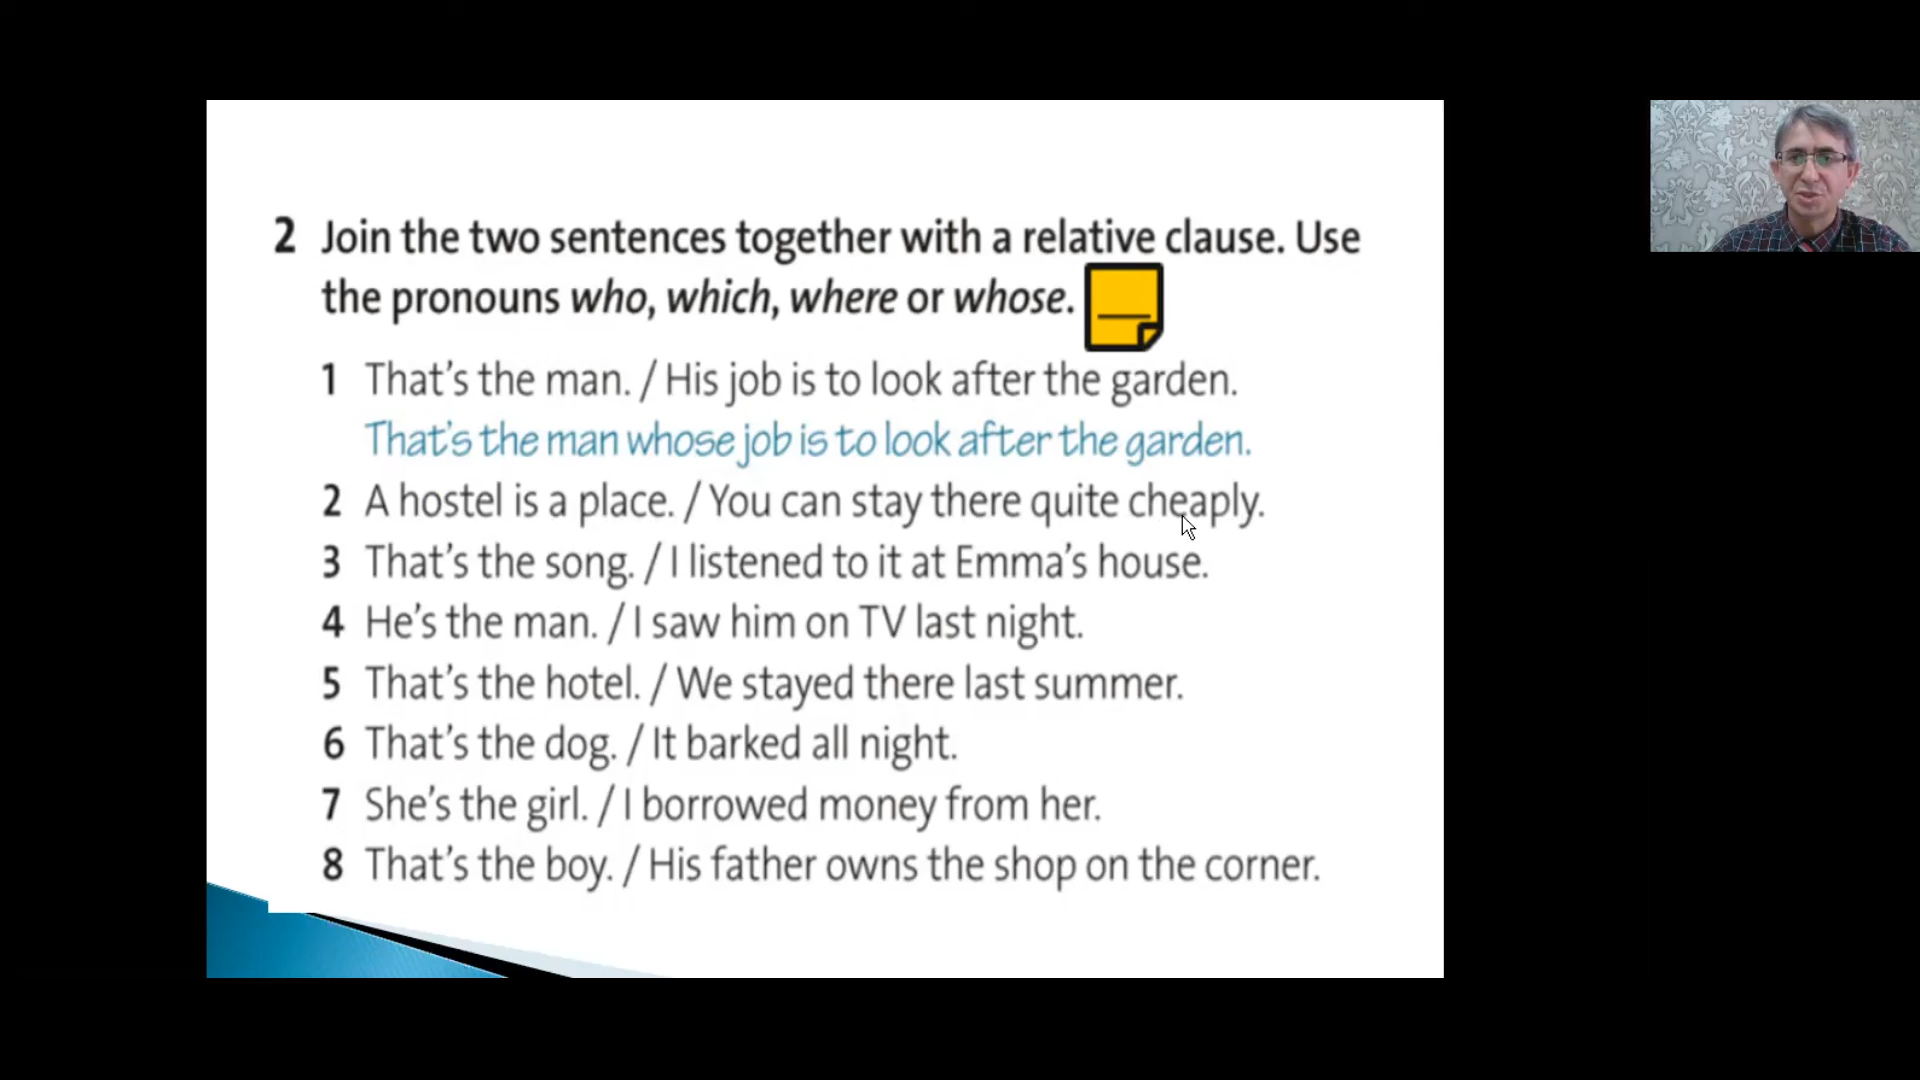 2 Join the two sentences together with a relative clause. Use
the pronouns who, which, where or whose.
1 That's the man. / His job is to look after the garden.
That's the man whose job is to look after the garden.
2 A hostel is a place. / You can stay there quite cheaply.
3 That's the song. / I listened to it at Emma's house.
4 He's the man. / I saw him on TV last night.
5 That's the hotel. / We stayed there last summer.
6 That's the dog. / It barked all night.
7 She's the girl. / I borrowed money from her.
8 That's the boy. / His father owns the shop on the corner.